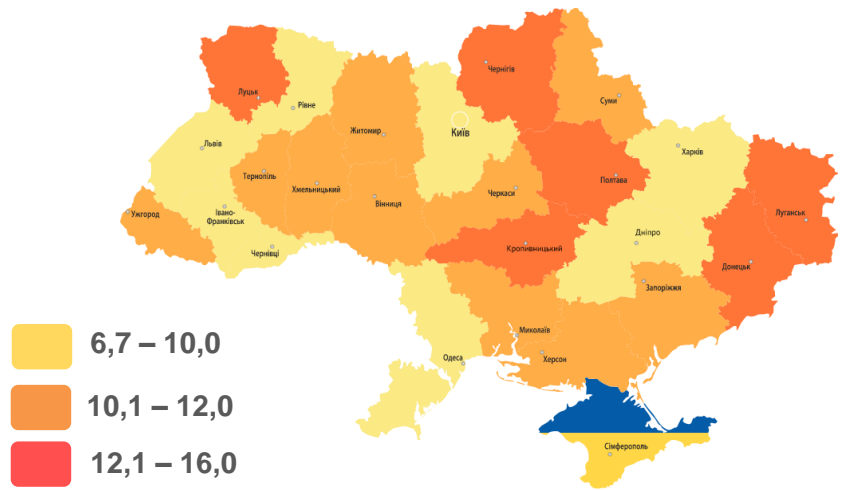 Чернігів
Луцьк
Суми
Рівне
Київ
Житомир
Львів
Харків
Тернопіль
Хмельницький
Полтава
Черкаси
Вінниця
Ужгород
Івано-
Франківськ
Луганськ
Дніпро
Чернівці
Кропивницький
Донецьк
Запоріжжя
Миколаїв
Одеса
Херсон
Сімферополь
6,7 – 10,0
10,1 – 12,0
12,1 – 16,0